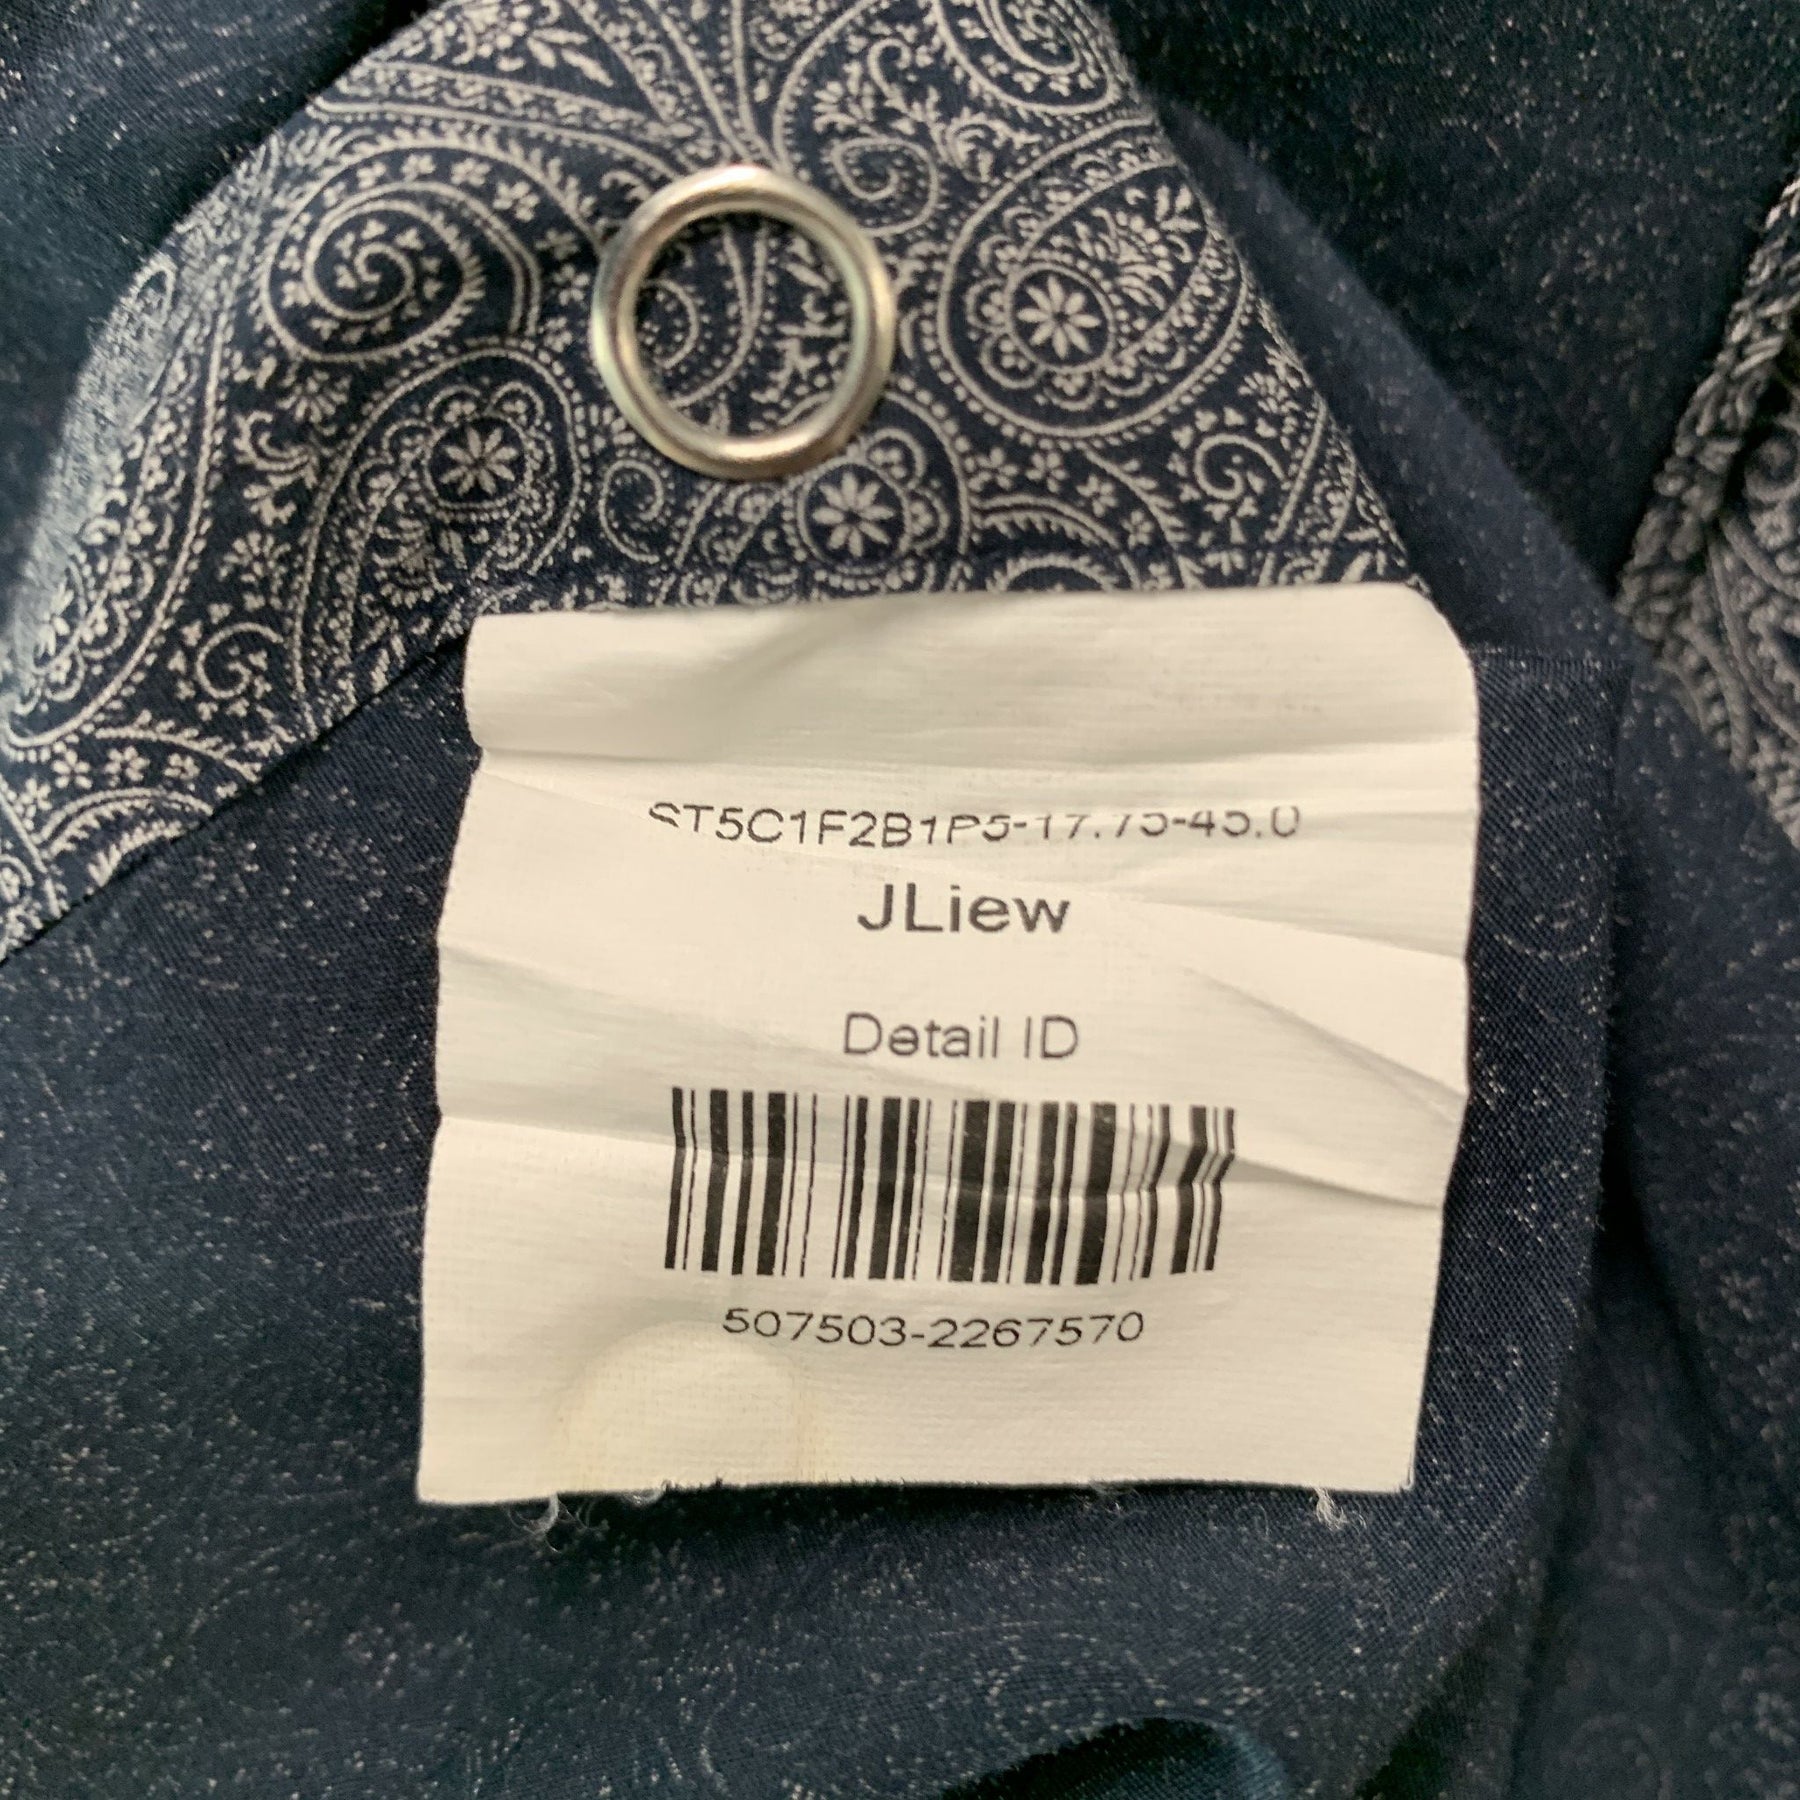 ST5C1F2B1P5-17.75-45.0
JLiew
Detail ID
507503-2267570